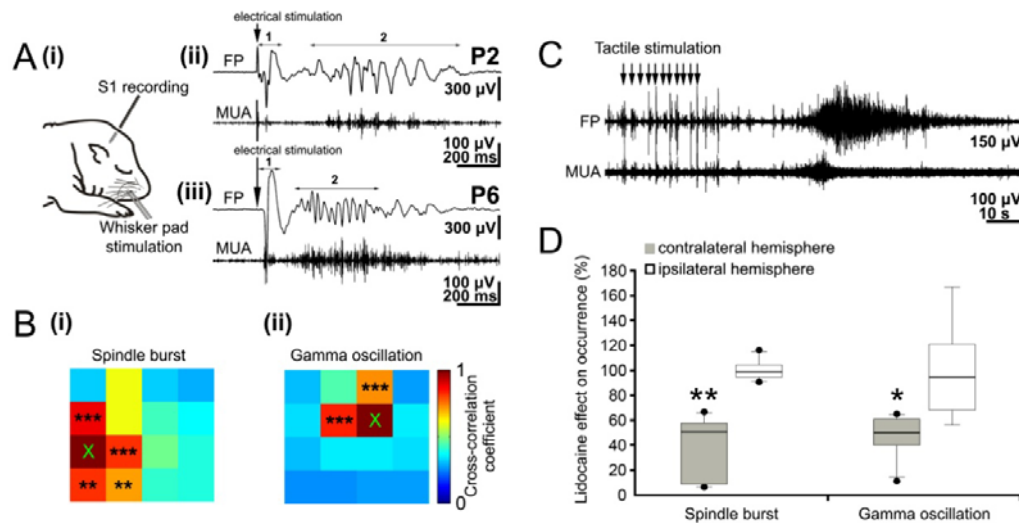 A (i)
S1 recording
Whisker pad
stimulation
electrical stimulation
(ii) FP 1 2 P2
300 µV
MUA
100 µV
200 ms
electrical stimulation
(iii) FP 1 2 P6
300 µV
MUA
100 µV
200 ms
B (i) (ii)
Spindle burst Gamma oscillation
*** X *** ** **
*** *** X
1
0
Cross-correlation
coefficient
C
Tactile stimulation
FP
150 µV
MUA
100 µV
10 s
D
contralateral hemisphere
ipsilateral hemisphere
Lidocaine effect on occurrence (%)
180
160
140
120
100
80
60
40
20
0
** *
Spindle burst Gamma oscillation